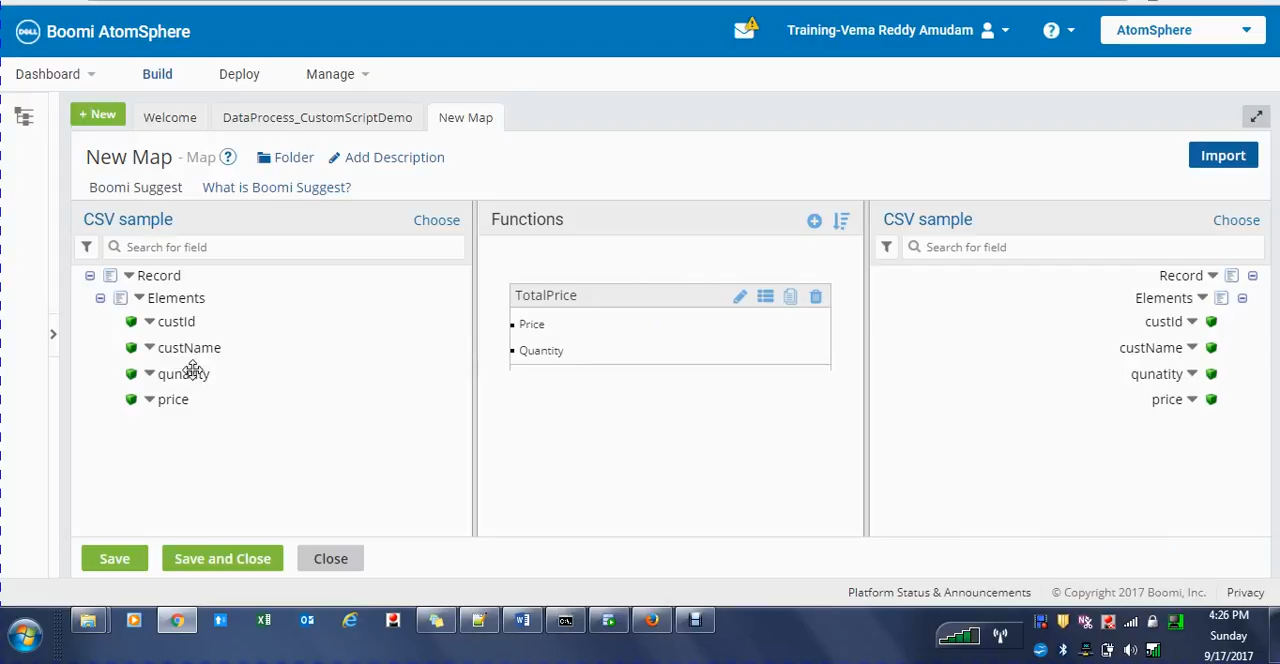 DELL Boomi AtomSphere
Training-Vema Reddy Amudam
?
AtomSphere
Dashboard
Build
Deploy
Manage
+ New
Welcome
DataProcess_CustomScriptDemo
New Map
New Map - Map ?
Folder
Add Description
Import
Boomi Suggest
What is Boomi Suggest?
CSV sample
Choose
Functions
CSV sample
Choose
Search for field
Search for field
Record
Elements
custId
custName
qunatity
price
TotalPrice
Price
Quantity
Record
Elements
custId
custName
qunatity
price
Save
Save and Close
Close
Platform Status & Announcements
© Copyright 2017 Boomi, Inc.
Privacy
4:26 PM
Sunday
9/17/2017